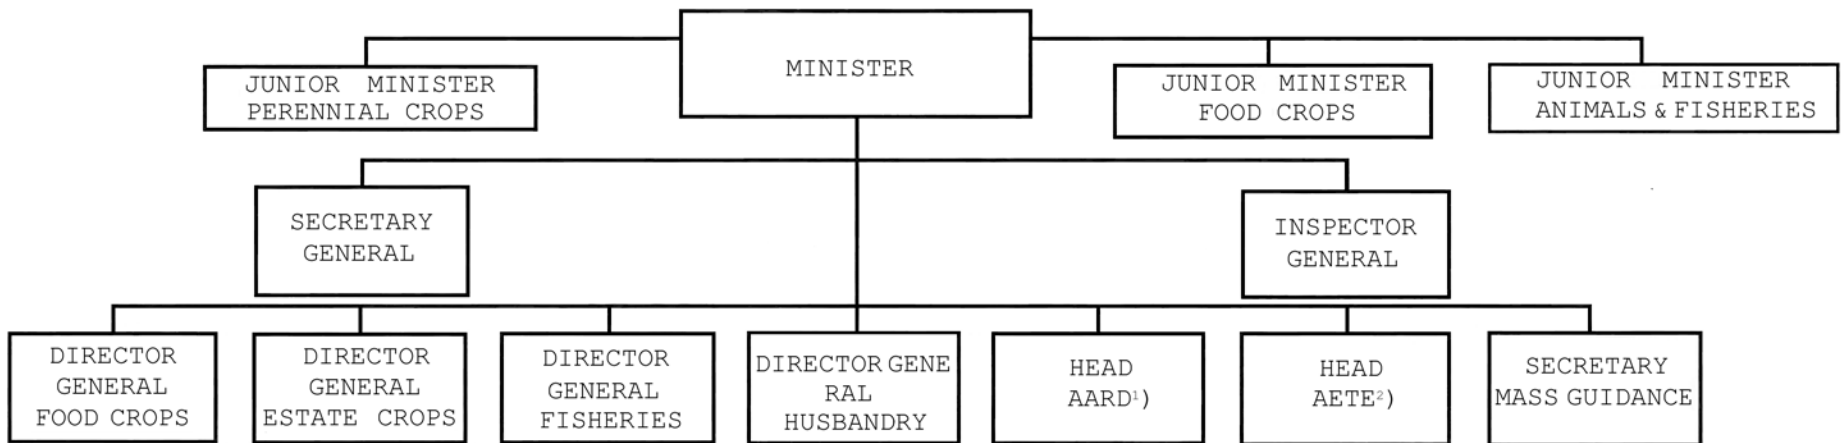 MINISTER
JUNIOR MINISTER
PERENNIAL CROPS
JUNIOR MINISTER
FOOD CROPS
JUNIOR MINISTER
ANIMALS & FISHERIES
SECRETARY
GENERAL
INSPECTOR
GENERAL
DIRECTOR
GENERAL
FOOD CROPS
DIRECTOR
GENERAL
ESTATE CROPS
DIRECTOR
GENERAL
FISHERIES
DIRECTOR GENE
RAL
HUSBANDRY
HEAD
AARD¹)
HEAD
AETE²)
SECRETARY
MASS GUIDANCE